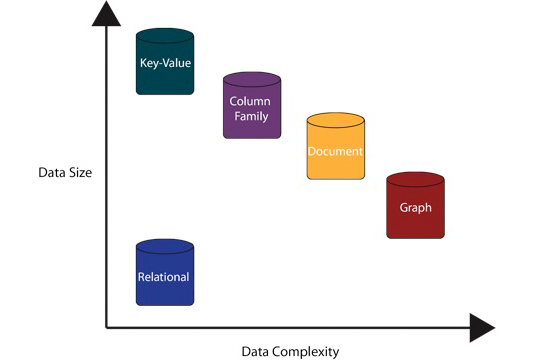 Key-Value
Column
Family
Document
Data Size
Graph
Relational
Data Complexity